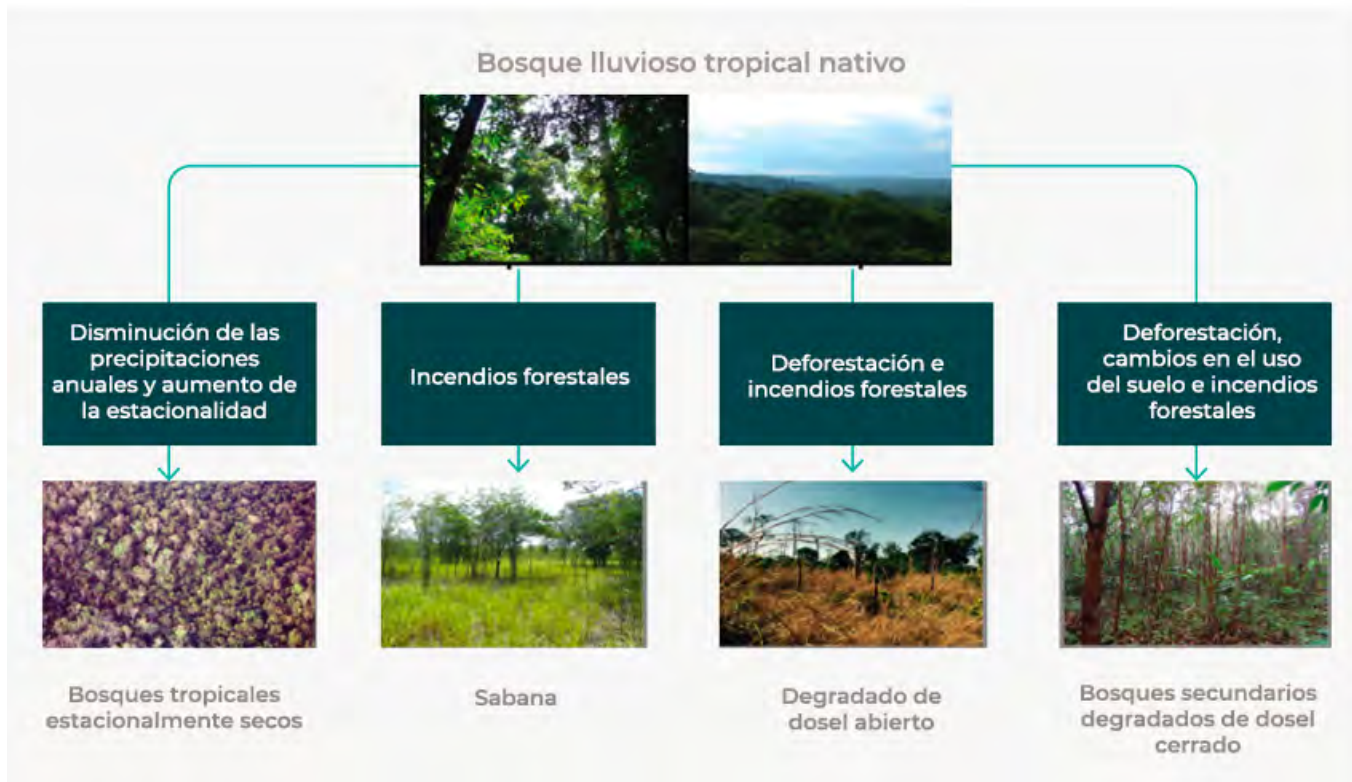 Bosque lluvioso tropical nativo
Disminución de las
precipitaciones
anuales y aumento de
la estacionalidad
Incendios forestales
Deforestación e
incendios forestales
Deforestación,
cambios en el uso
del suelo e incendios
forestales
Bosques tropicales
estacionalmente secos
Sabana
Degradado de
dosel abierto
Bosques secundarios
degradados de dosel
cerrado